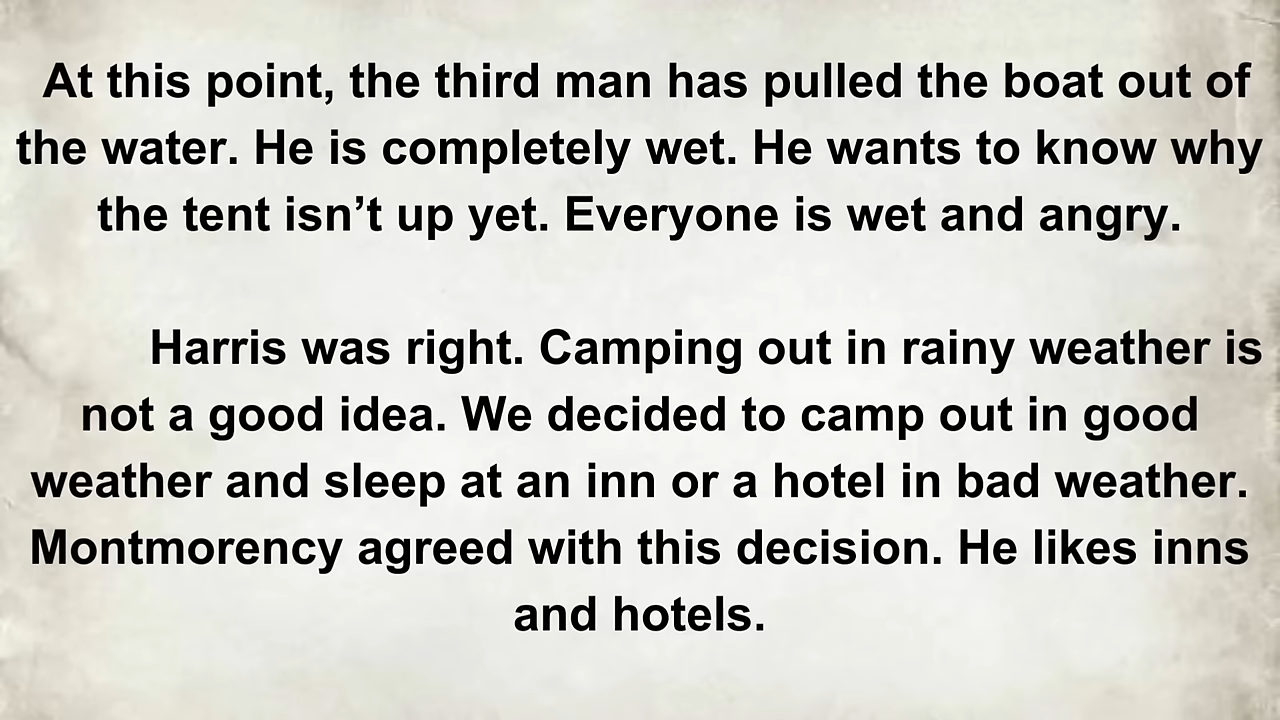 At this point, the third man has pulled the boat out of
the water. He is completely wet. He wants to know why
the tent isn’t up yet. Everyone is wet and angry.
Harris was right. Camping out in rainy weather is
not a good idea. We decided to camp out in good
weather and sleep at an inn or a hotel in bad weather.
Montmorency agreed with this decision. He likes inns
and hotels.